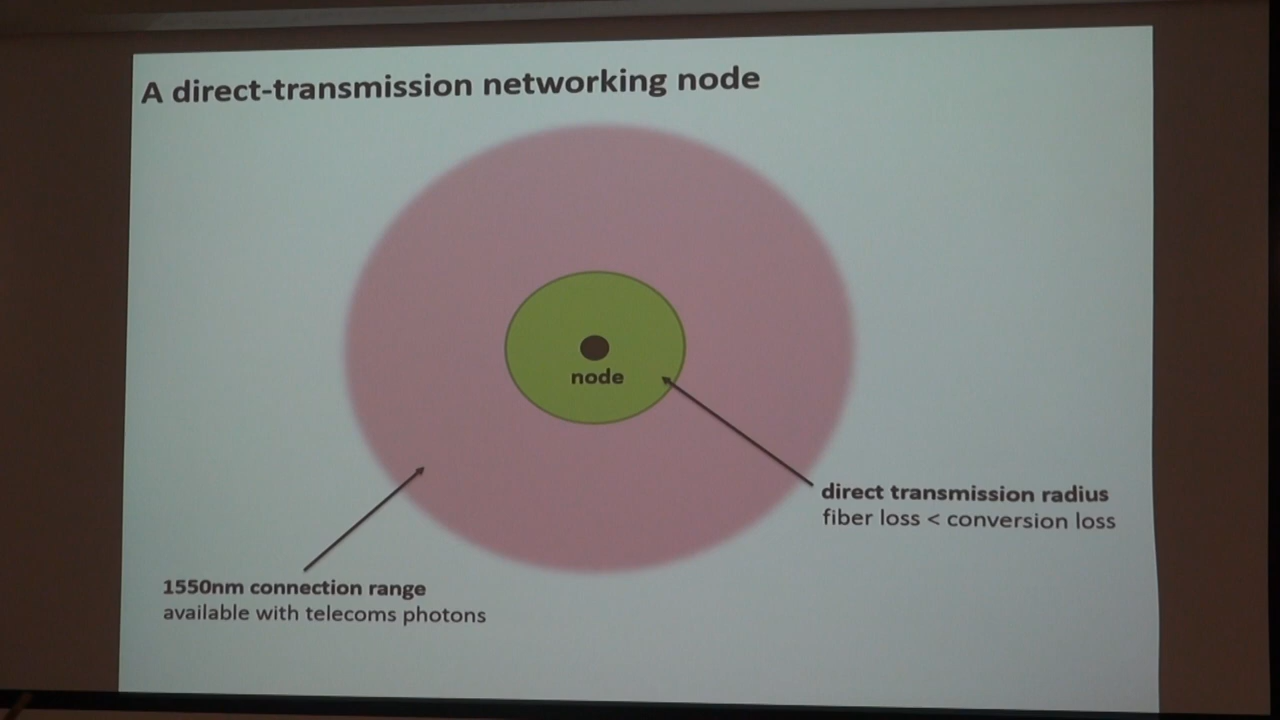 A direct-transmission networking node
node
direct transmission radius
fiber loss < conversion loss
1550nm connection range
available with telecoms photons